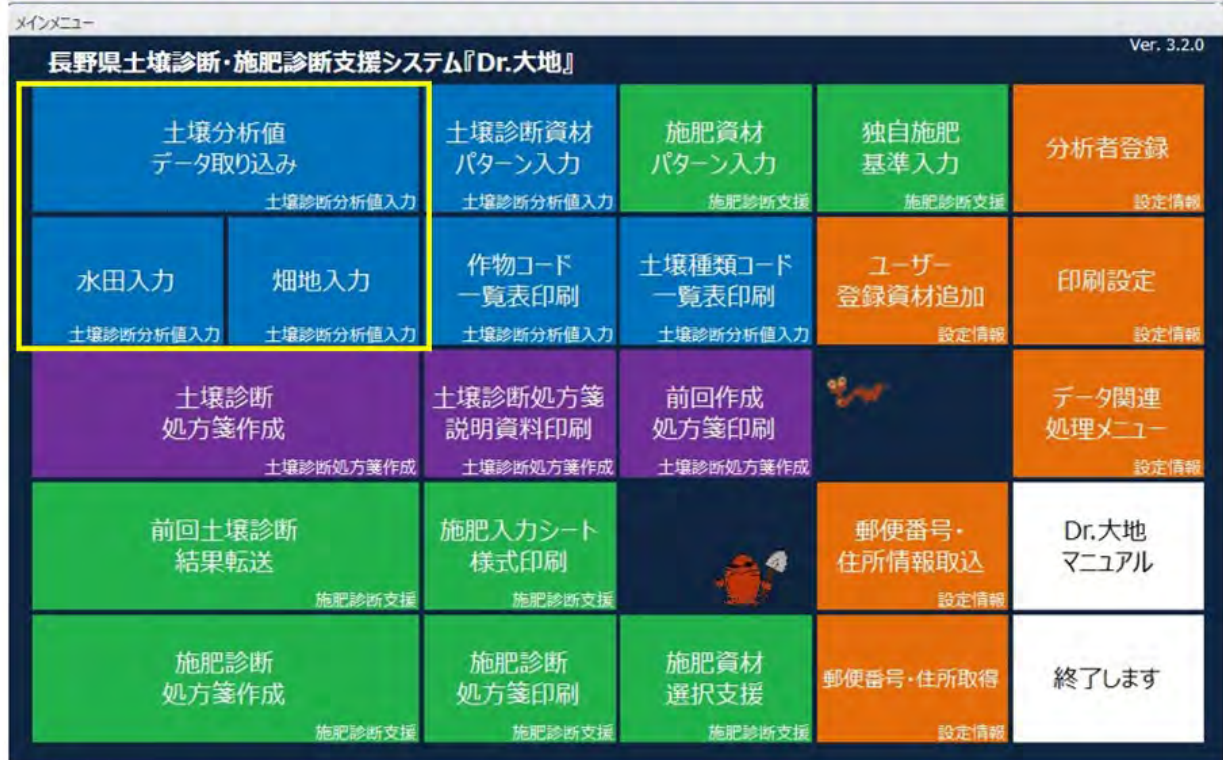 メインメニュー
長野県土壌診断・施肥診断支援システム『Dr.大地』
Ver. 3.2.0
土壌分析値
データ取り込み
土壌診断分析値入力
土壌診断資材
パターン入力
土壌診断分析値入力
施肥資材
パターン入力
施肥診断支援
独自施肥
基準入力
施肥診断支援
分析者登録
設定情報
水田入力
土壌診断分析値入力
畑地入力
土壌診断分析値入力
作物コード
一覧表印刷
土壌診断分析値入力
土壌種類コード
一覧表印刷
土壌診断分析値入力
ユーザー
登録資材追加
設定情報
印刷設定
設定情報
土壌診断
処方箋作成
土壌診断処方箋作成
土壌診断処方箋
説明資料印刷
土壌診断処方箋作成
前回作成
処方箋印刷
土壌診断処方箋作成
データ関連
処理メニュー
設定情報
前回土壌診断
結果転送
施肥診断支援
施肥入力シート
様式印刷
施肥診断支援
郵便番号・
住所情報取込
設定情報
Dr.大地
マニュアル
施肥診断
処方箋作成
施肥診断支援
施肥診断
処方箋印刷
施肥診断支援
施肥資材
選択支援
施肥診断支援
郵便番号・住所取得
設定情報
終了します